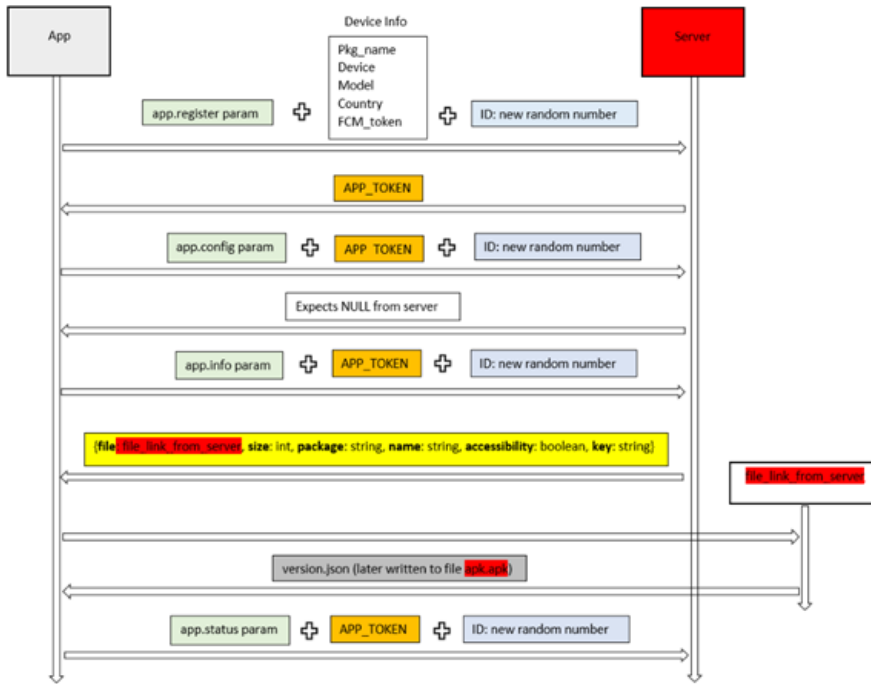 Device Info
App
Server
Pkg_name
Device
Model
Country
FCM_token
app.register param
ID: new random number
APP_TOKEN
app.config param
APP_TOKEN
ID: new random number
Expects NULL from server
app.info param
APP_TOKEN
ID: new random number
{file:file_link_from_server, size: int, package: string, name: string, accessibility: boolean, key: string}
file_link_from_server
version.json (later written to file apk.apk)
app.status param
APP_TOKEN
ID: new random number